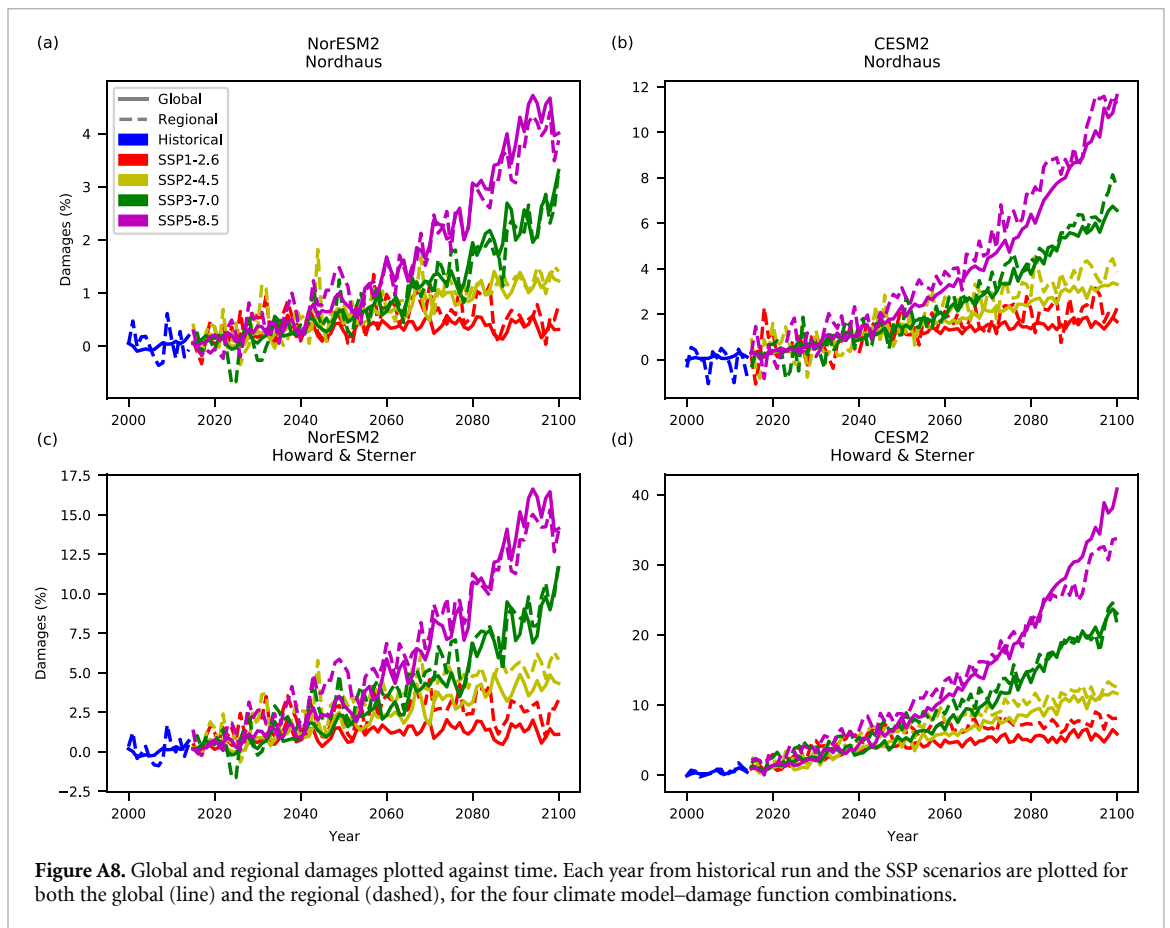 (a)
NorESM2
Nordhaus
Global
Regional
Historical
SSP1-2.6
SSP2-4.5
SSP3-7.0
SSP5-8.5
Damages (%)
4
3
2
1
0
2000 2020 2040 2060 2080 2100
(b)
CESM2
Nordhaus
12
10
8
6
4
2
0
2000 2020 2040 2060 2080 2100
(c)
NorESM2
Howard & Sterner
Damages (%)
17.5
15.0
12.5
10.0
7.5
5.0
2.5
0.0
−2.5
2000 2020 2040 2060 2080 2100
Year
(d)
CESM2
Howard & Sterner
40
30
20
10
0
2000 2020 2040 2060 2080 2100
Year
Figure A8. Global and regional damages plotted against time. Each year from historical run and the SSP scenarios are plotted for
both the global (line) and the regional (dashed), for the four climate model–damage function combinations.